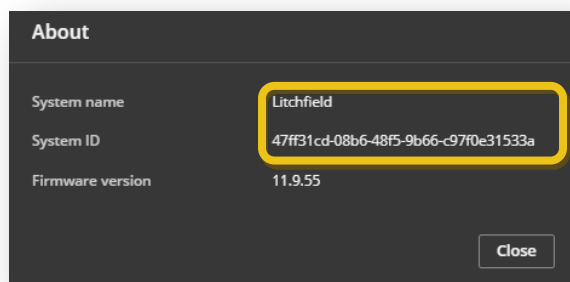 About
System name Litchfield
System ID 47ff31cd-08b6-48f5-9b66-c97f0e31533a
Firmware version 11.9.55
Close